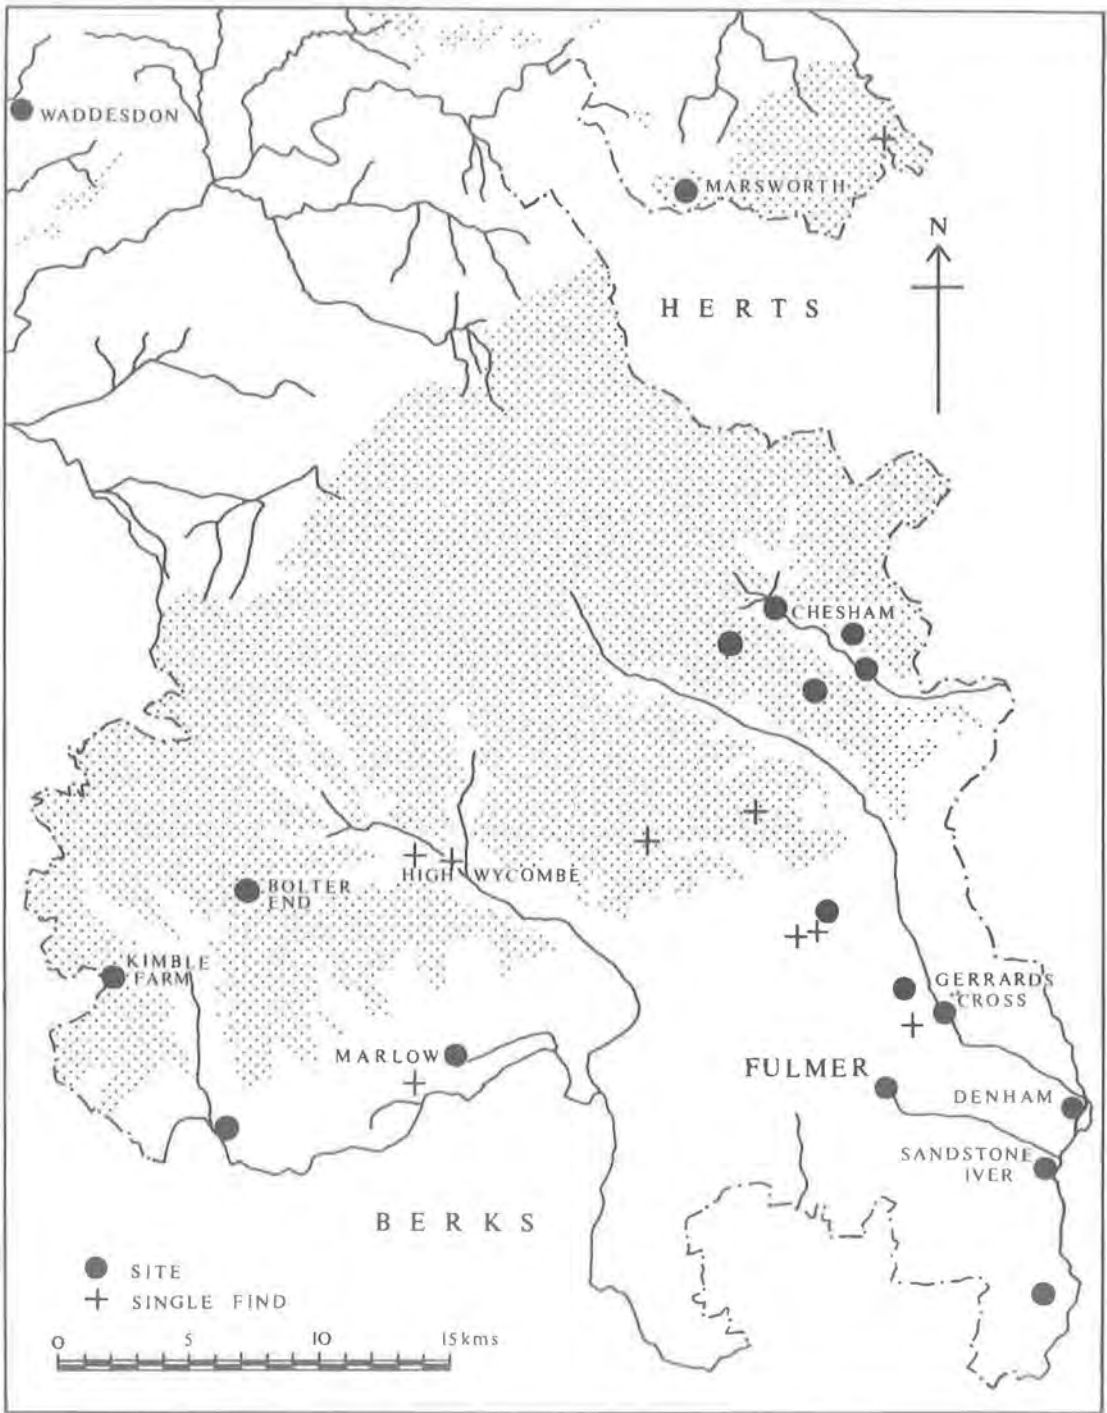 WADDESDON
MARSWORTH
N
HERTS
CHESHAM
HIGH WYCOMBE
BOLTER
END
KIMBLE
FARM
GERRARDS
CROSS
MARLOW
FULMER
DENHAM
SANDSTONE
IVER
BERKS
SITE
SINGLE FIND
0 5 10 15kms